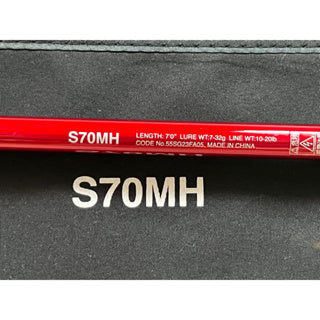 S70MH
LENGTH: 7'0" LURE WT:7-32g LINE WT:10-20lb
CODE No.55SG23FA05, MADE.IN CHINA
S70MH